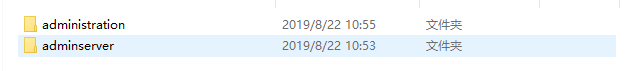 administration 2019/8/22 10:55 文件夹
adminserver 2019/8/22 10:53 文件夹